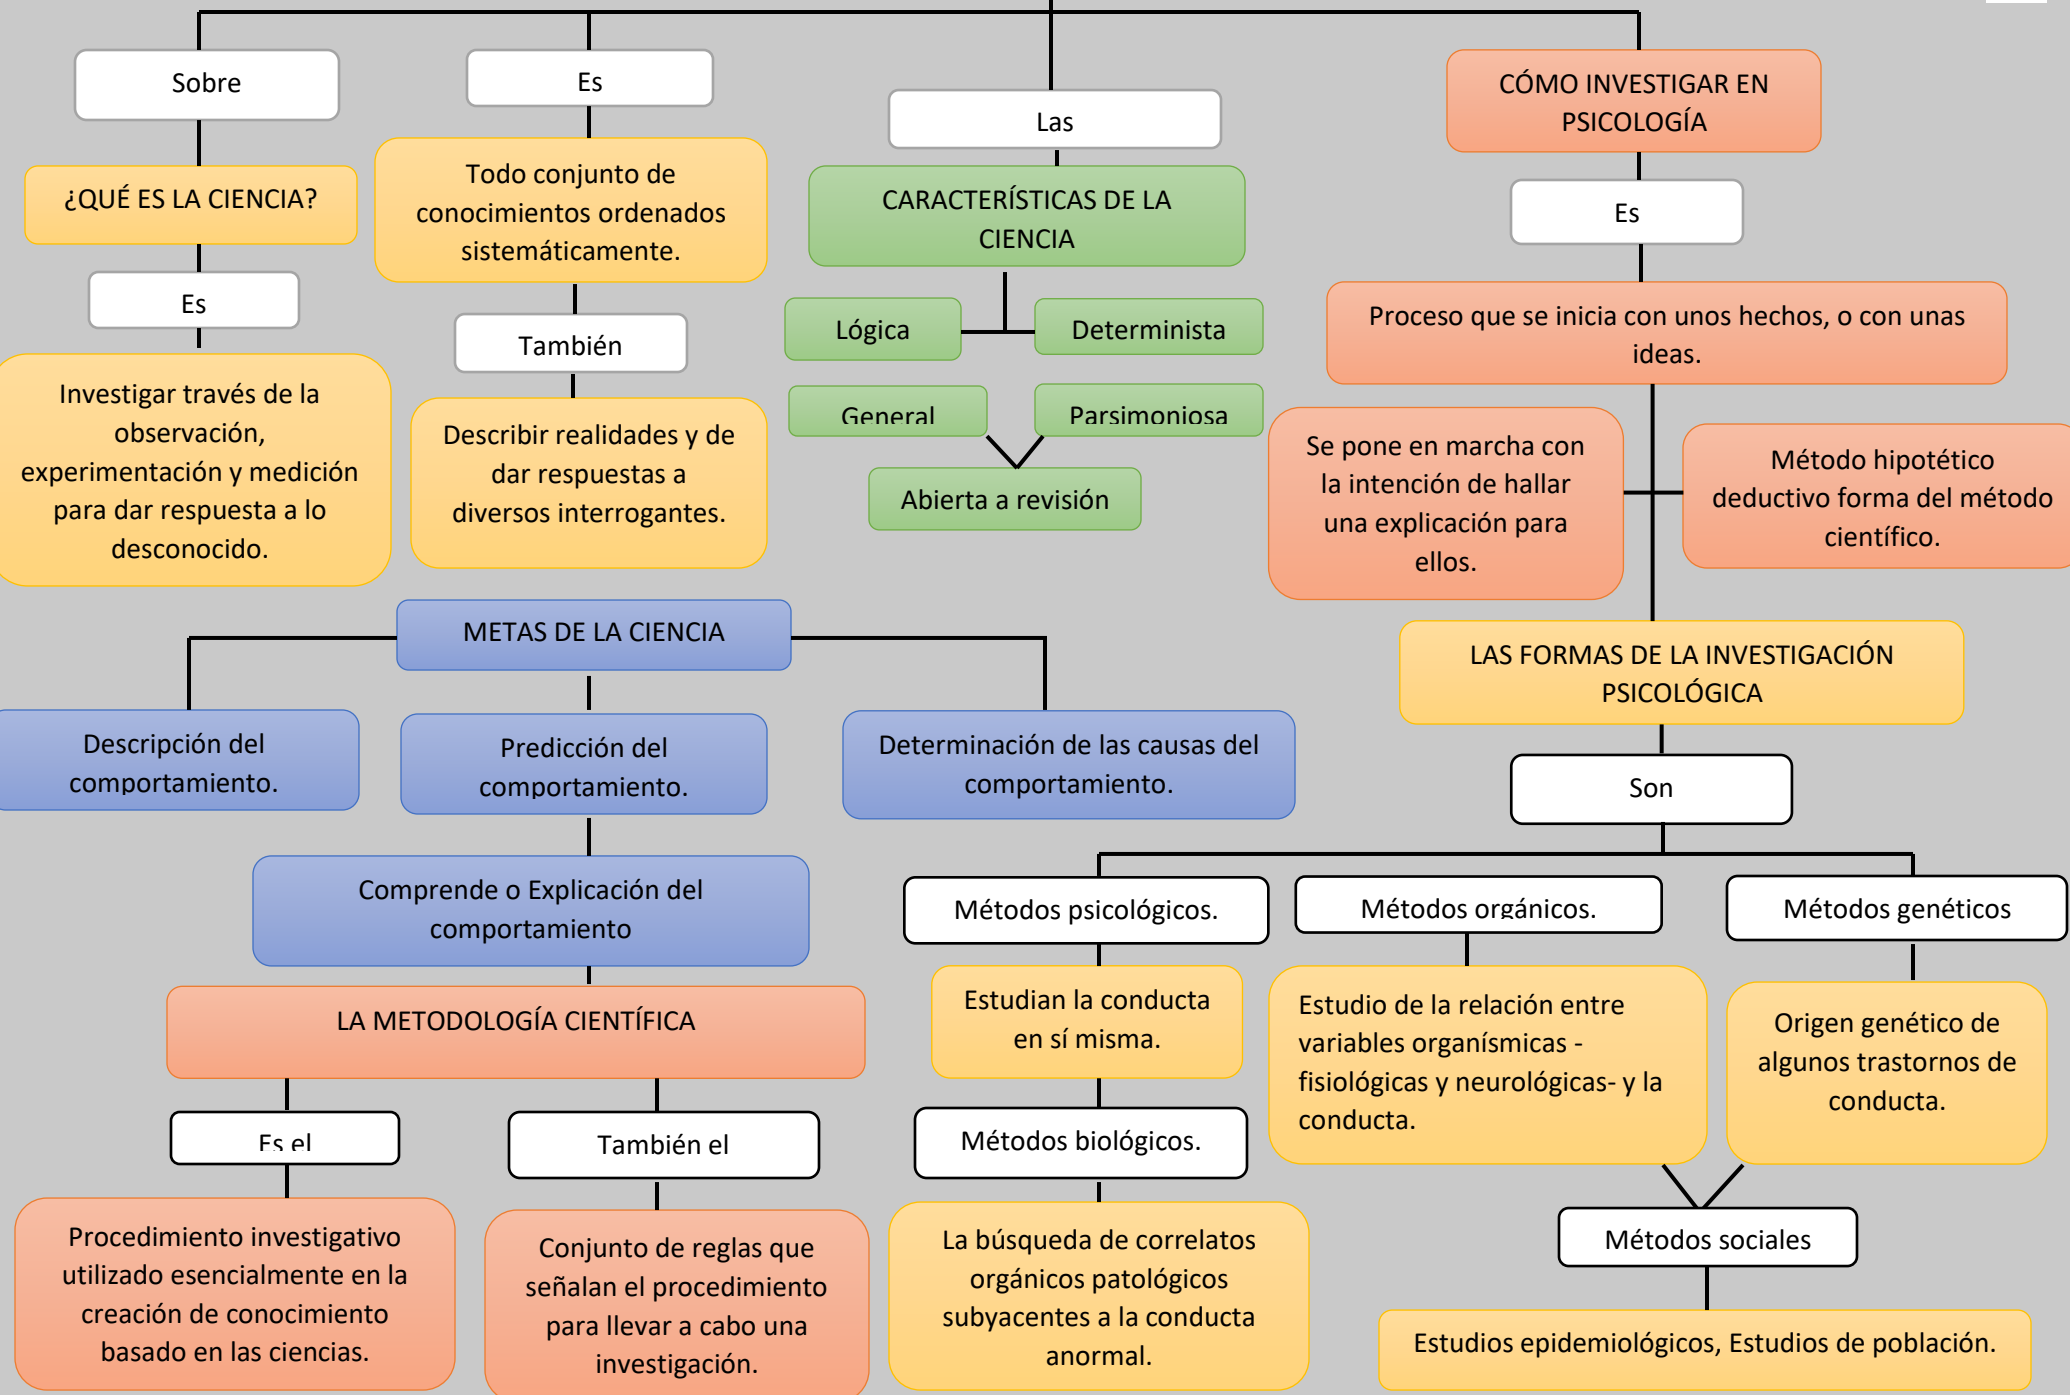 Sobre
¿QUÉ ES LA CIENCIA?
Es
Investigar través de la
observación,
experimentación y medición
para dar respuesta a lo
desconocido.
Es
Todo conjunto de
conocimientos ordenados
sistemáticamente.
También
Describir realidades y de
dar respuestas a
diversos interrogantes.
Las
CARACTERÍSTICAS DE LA
CIENCIA
Lógica
Determinista
General
Parsimoniosa
Abierta a revisión
CÓMO INVESTIGAR EN
PSICOLOGÍA
Es
Proceso que se inicia con unos hechos, o con unas
ideas.
Se pone en marcha con
la intención de hallar
una explicación para
ellos.
Método hipotético
deductivo forma del método
científico.
METAS DE LA CIENCIA
Descripción del
comportamiento.
Predicción del
comportamiento.
Determinación de las causas del
comportamiento.
Comprende o Explicación del
comportamiento
LA METODOLOGÍA CIENTÍFICA
Es el
Procedimiento investigativo
utilizado esencialmente en la
creación de conocimiento
basado en las ciencias.
También el
Conjunto de reglas que
señalan el procedimiento
para llevar a cabo una
investigación.
LAS FORMAS DE LA INVESTIGACIÓN
PSICOLÓGICA
Son
Métodos psicológicos.
Estudian la conducta
en sí misma.
Métodos biológicos.
La búsqueda de correlatos
orgánicos patológicos
subyacentes a la conducta
anormal.
Métodos orgánicos.
Estudio de la relación entre
variables organísmicas -
fisiológicas y neurológicas- y la
conducta.
Métodos genéticos
Origen genético de
algunos trastornos de
conducta.
Métodos sociales
Estudios epidemiológicos, Estudios de población.